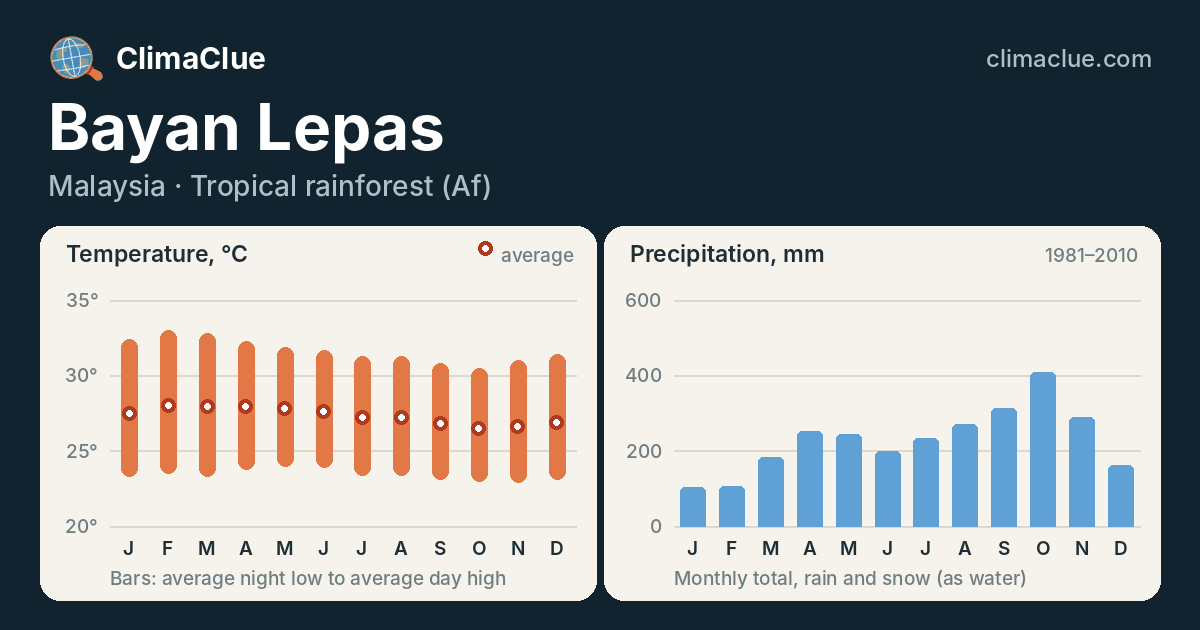 ClimaClue
climaclue.com
Bayan Lepas
Malaysia · Tropical rainforest (Af)
Temperature, °C
average
35°
30°
25°
20°
J F M A M J J A S O N D
Bars: average night low to average day high
Precipitation, mm
1981–2010
600
400
200
0
J F M A M J J A S O N D
Monthly total, rain and snow (as water)